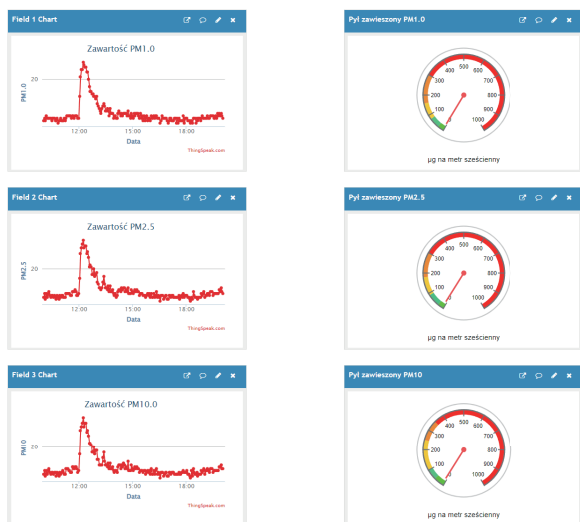 Field 1 Chart
Zawartość PM1.0
PM1.0
20
12:00 15:00 18:00
Data
ThingSpeak.com
Pył zawieszony PM1.0
0 100 200 300 400 500 600 700 800 900 1000
µg na metr sześcienny
Field 2 Chart
Zawartość PM2.5
PM2.5
20
12:00 15:00 18:00
Data
ThingSpeak.com
Pył zawieszony PM2.5
0 100 200 300 400 500 600 700 800 900 1000
µg na metr sześcienny
Field 3 Chart
Zawartość PM10.0
PM10
20
12:00 15:00 18:00
Data
ThingSpeak.com
Pył zawieszony PM10
0 100 200 300 400 500 600 700 800 900 1000
µg na metr sześcienny